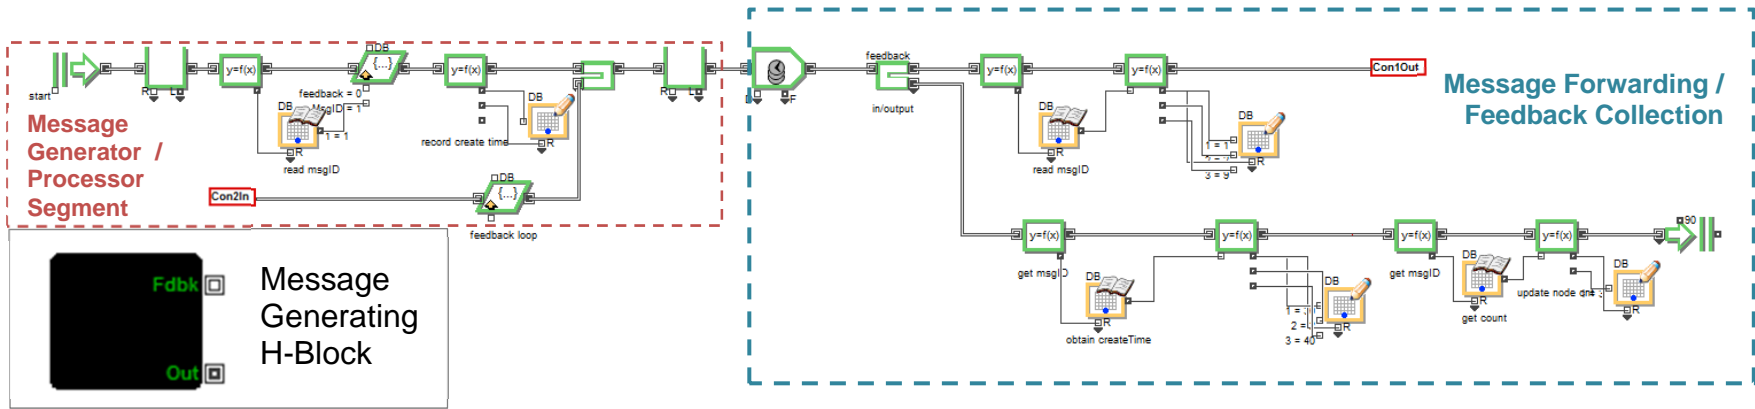 start
R
L
y=f(x)
DB
{...}
feedback = 0
MsgID = 1
1 = 1
DB
R
read msgID
y=f(x)
DB
R
record create time
R
L
Message
Generator /
Processor
Segment
Con2In
DB
{...}
feedback loop
Fdbk
Out
Message
Generating
H-Block
F
feedback
in/output
y=f(x)
DB
R
read msgID
y=f(x)
DB
1 = 1
R
3 = 9
Con1Out
Message Forwarding /
Feedback Collection
y=f(x)
get msgID
DB
R
obtain createTime
y=f(x)
DB
2 =
R
3 = 40
y=f(x)
get msgID
DB
R
get count
y=f(x)
update node
DB
R
90